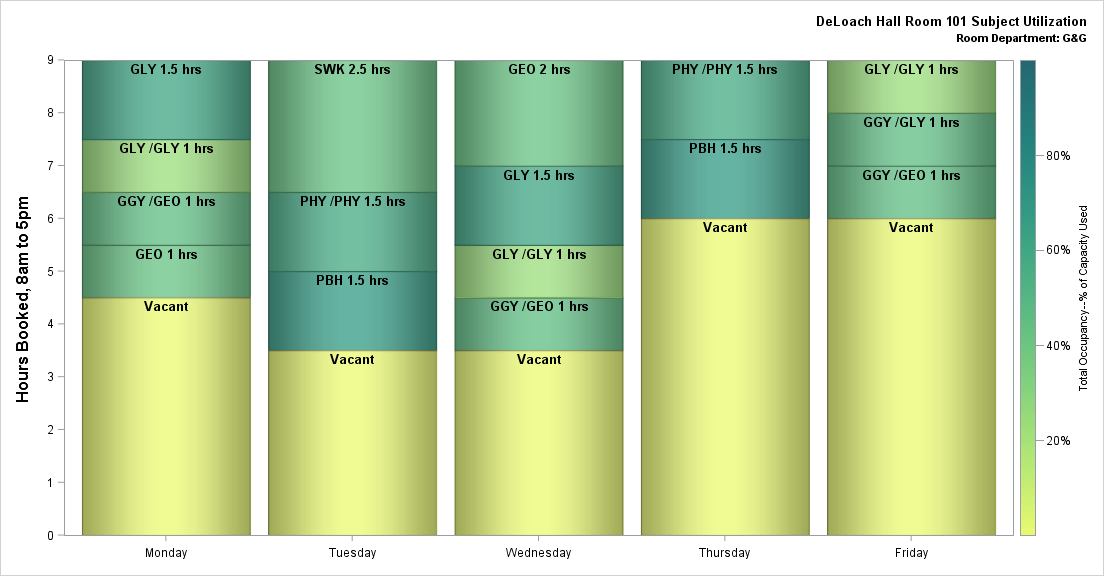 DeLoach Hall Room 101 Subject Utilization
Room Department: G&G
Hours Booked, 8am to 5pm
9
8
7
6
5
4
3
2
1
0
GLY 1.5 hrs
GLY /GLY 1 hrs
GGY /GEO 1 hrs
GEO 1 hrs
Vacant
SWK 2.5 hrs
PHY /PHY 1.5 hrs
PBH 1.5 hrs
Vacant
GEO 2 hrs
GLY 1.5 hrs
GLY /GLY 1 hrs
GGY /GEO 1 hrs
Vacant
PHY /PHY 1.5 hrs
PBH 1.5 hrs
Vacant
GLY /GLY 1 hrs
GGY /GLY 1 hrs
GGY /GEO 1 hrs
Vacant
Monday
Tuesday
Wednesday
Thursday
Friday
80%
60%
40%
20%
Total Occupancy--% of Capacity Used